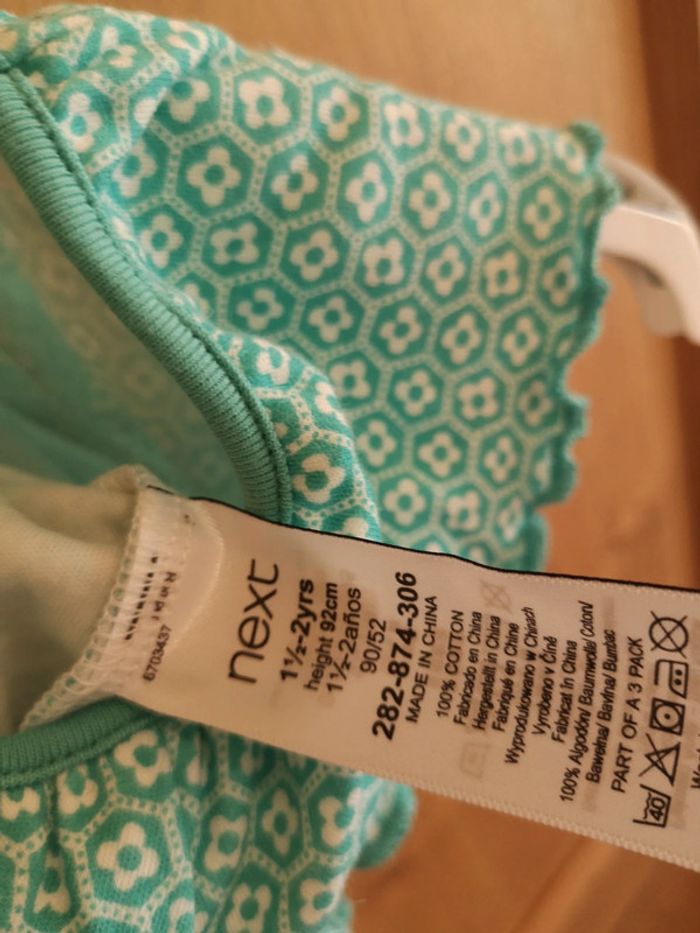 6703437
next
1½-2yrs
height 92cm
1½-2años
90/52
282-874-306
MADE IN CHINA
100% COTTON
Fabricado en China
Hergestellt in China
Fabriqué en Chine
Wyprodukowano w Chinach
Vyrobeno v Číně
Fabricat în China
100% Algodón/ Baumwolle/ Coton/
Bawełna/ Bavlna/ Bumbac
PART OF A 3 PACK
40